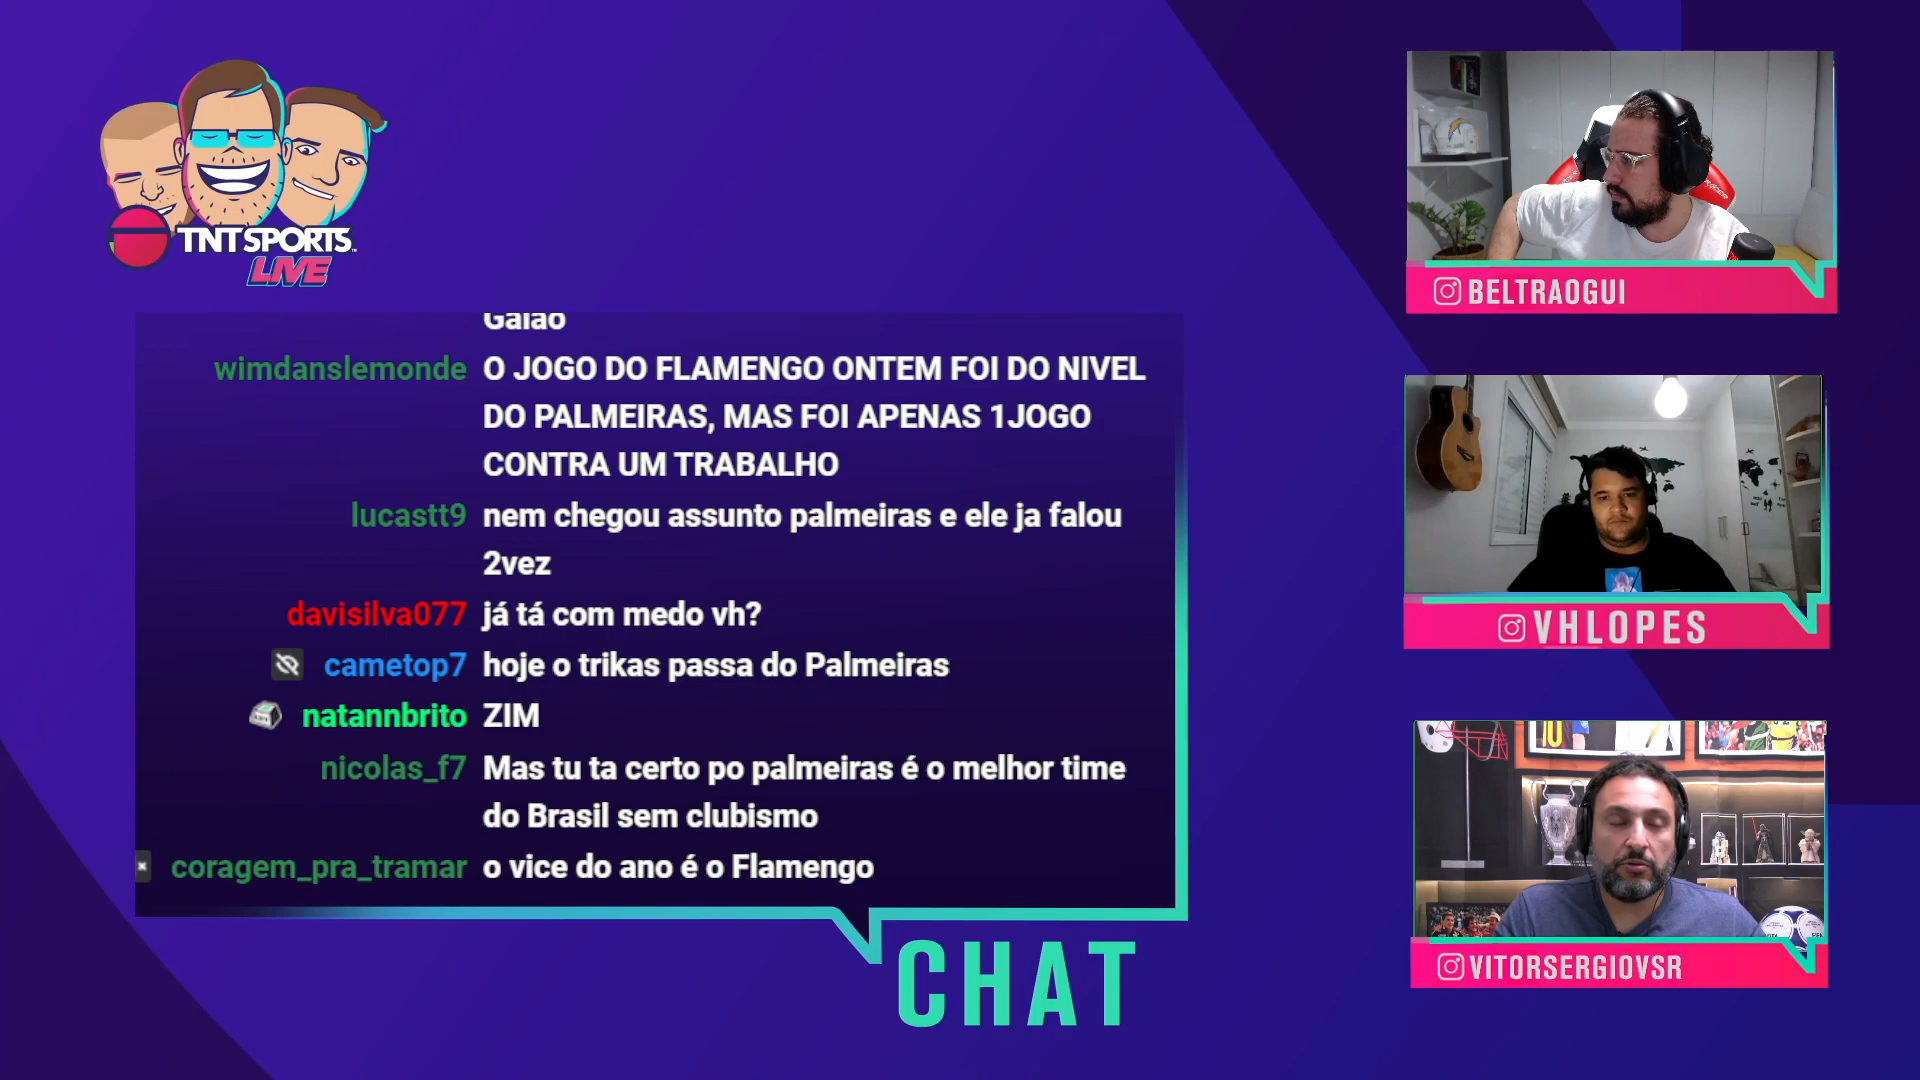 TNT SPORTS
LIVE
Galão
wimdanslemonde O JOGO DO FLAMENGO ONTEM FOI DO NIVEL
DO PALMEIRAS, MAS FOI APENAS 1JOGO
CONTRA UM TRABALHO
lucastt9 nem chegou assunto palmeiras e ele ja falou
2vez
davisilva077 já tá com medo vh?
cametop7 hoje o trikas passa do Palmeiras
natannbrito ZIM
nicolas_f7 Mas tu ta certo po palmeiras é o melhor time
do Brasil sem clubismo
coragem_pra_tramar o vice do ano é o Flamengo
CHAT
BELTRAOGUI
VHLOPES
VITORSERGIOVSR